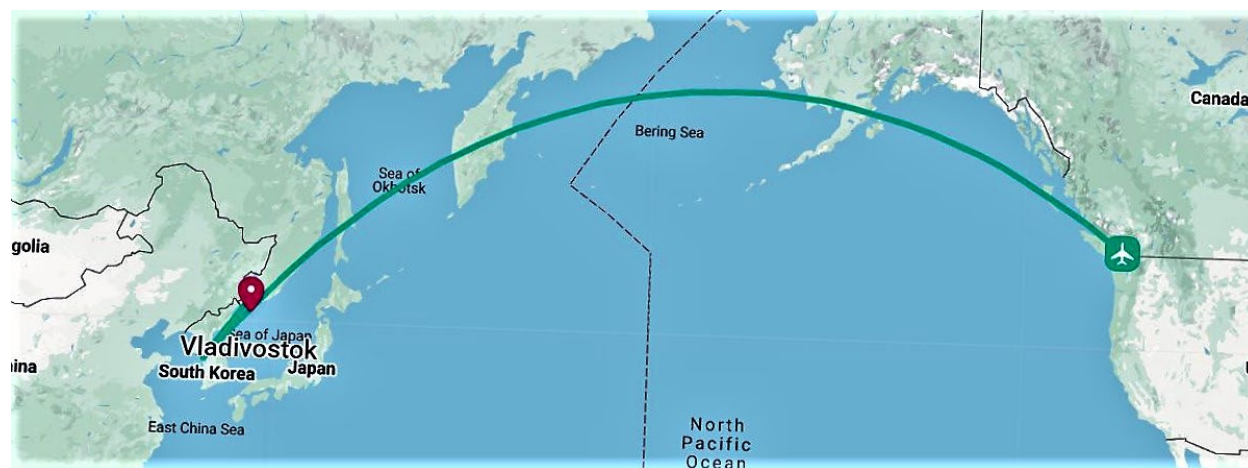 Canada
Bering Sea
Sea of
Okhotsk
golia
Sea of Japan
Vladivostok
South Korea
Japan
ina
East China Sea
North
Pacific
Ocean